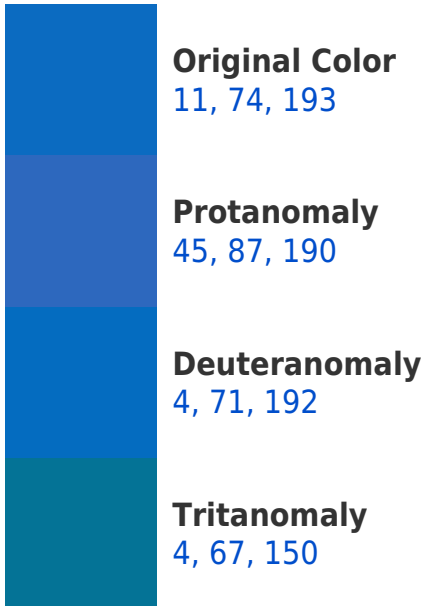 Original Color
11, 74, 193
Protanomaly
45, 87, 190
Deuteranomaly
4, 71, 192
Tritanomaly
4, 67, 150